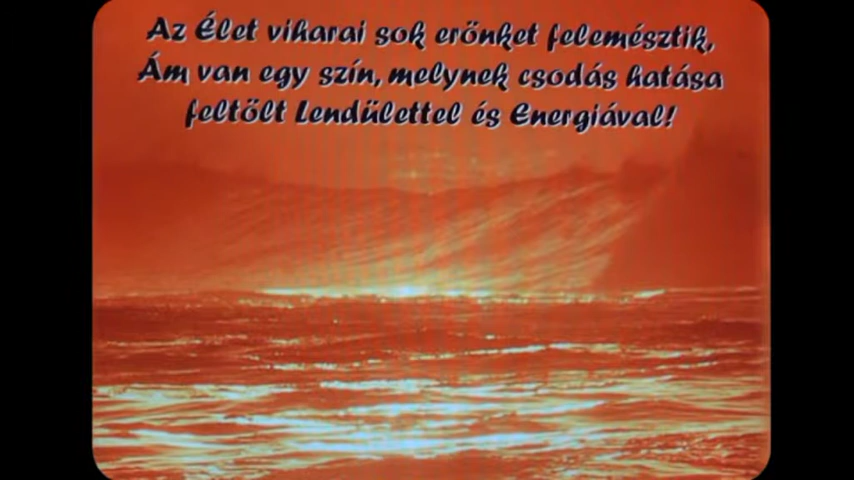 Az Élet viharai sok erőnket felemésztik,
Ám van egy szín, melynek csodás hatása
feltölt Lendülettel és Energiával!